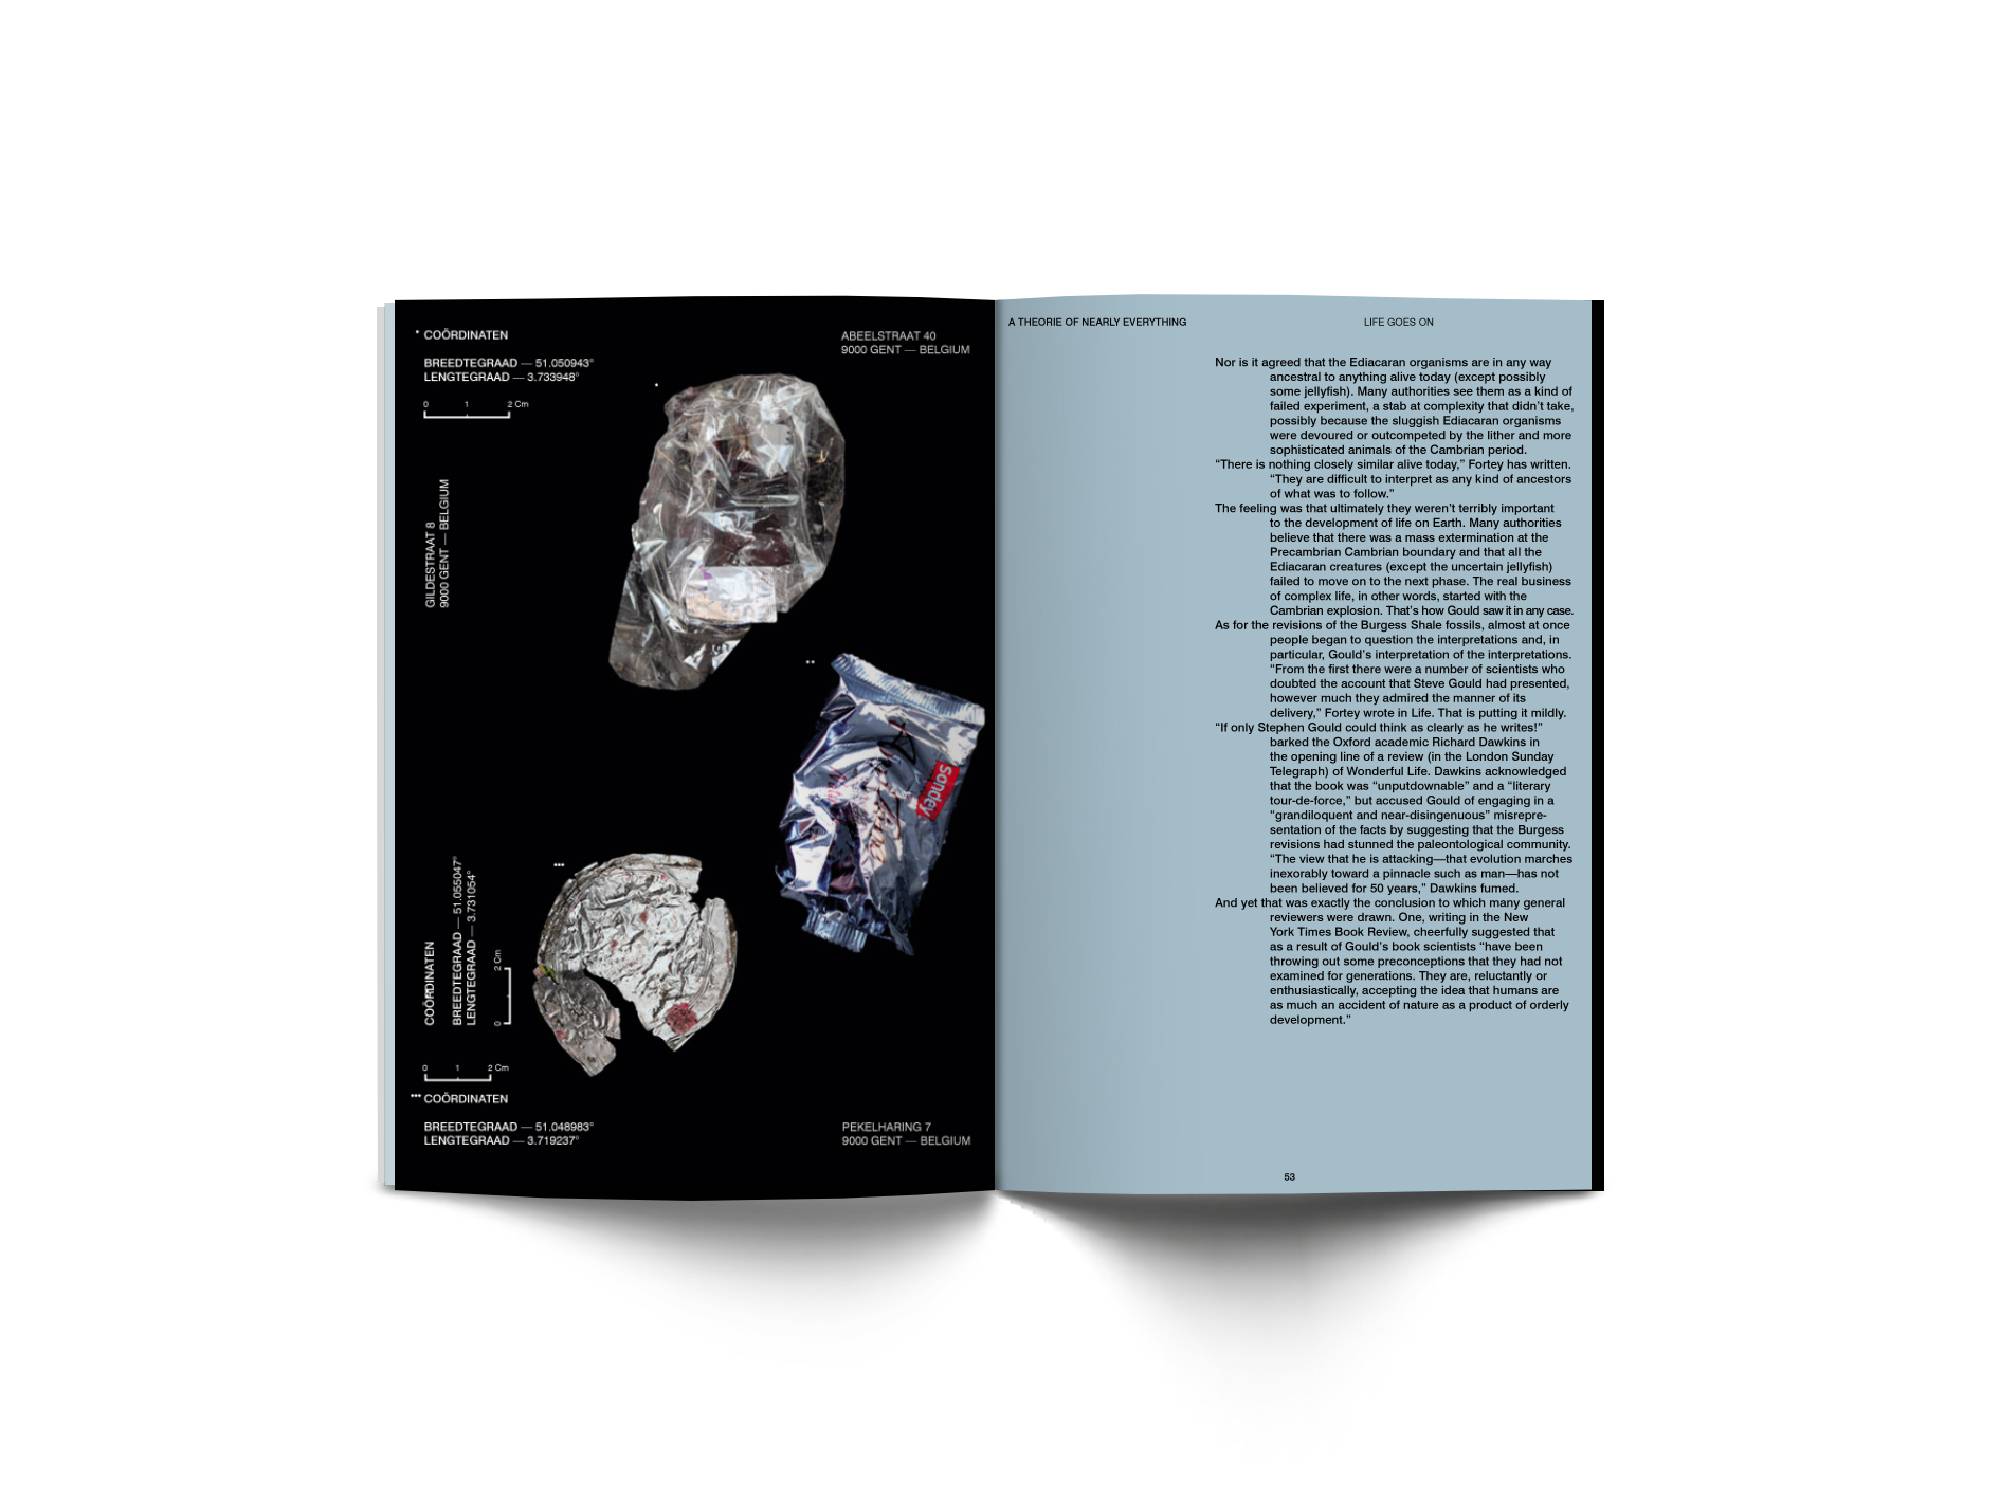 * COÖRDINATEN
BREEDTEGRAAD — 51.050943°
LENGTEGRAAD — 3.733948°
0 1 2 Cm
ABEELSTRAAT 40
9000 GENT — BELGIUM
*
GILDESTRAAT 8
9000 GENT — BELGIUM
**
Sondey
***
COÖRDINATEN
BREEDTEGRAAD — 51.055047°
LENGTEGRAAD — 3.731054°
0 2 Cm
0 1 2 Cm
*** COÖRDINATEN
BREEDTEGRAAD — 51.048983°
LENGTEGRAAD — 3.719237°
PEKELHARING 7
9000 GENT — BELGIUM
A THEORIE OF NEARLY EVERYTHING
LIFE GOES ON
Nor is it agreed that the Ediacaran organisms are in any way
ancestral to anything alive today (except possibly
some jellyfish). Many authorities see them as a kind of
failed experiment, a stab at complexity that didn't take,
possibly because the sluggish Ediacaran organisms
were devoured or outcompeted by the lither and more
sophisticated animals of the Cambrian period.
"There is nothing closely similar alive today," Fortey has written.
"They are difficult to interpret as any kind of ancestors
of what was to follow."
The feeling was that ultimately they weren't terribly important
to the development of life on Earth. Many authorities
believe that there was a mass extermination at the
Precambrian Cambrian boundary and that all the
Ediacaran creatures (except the uncertain jellyfish)
failed to move on to the next phase. The real business
of complex life, in other words, started with the
Cambrian explosion. That's how Gould saw it in any case.
As for the revisions of the Burgess Shale fossils, almost at once
people began to question the interpretations and, in
particular, Gould's interpretation of the interpretations.
"From the first there were a number of scientists who
doubted the account that Steve Gould had presented,
however much they admired the manner of its
delivery," Fortey wrote in Life. That is putting it mildly.
"If only Stephen Gould could think as clearly as he writes!"
barked the Oxford academic Richard Dawkins in
the opening line of a review (in the London Sunday
Telegraph) of Wonderful Life. Dawkins acknowledged
that the book was "unputdownable" and a "literary
tour-de-force," but accused Gould of engaging in a
"grandiloquent and near-disingenuous" misrepre-
sentation of the facts by suggesting that the Burgess
revisions had stunned the paleontological community.
"The view that he is attacking—that evolution marches
inexorably toward a pinnacle such as man—has not
been believed for 50 years," Dawkins fumed.
And yet that was exactly the conclusion to which many general
reviewers were drawn. One, writing in the New
York Times Book Review, cheerfully suggested that
as a result of Gould's book scientists "have been
throwing out some preconceptions that they had not
examined for generations. They are, reluctantly or
enthusiastically, accepting the idea that humans are
as much an accident of nature as a product of orderly
development."
53